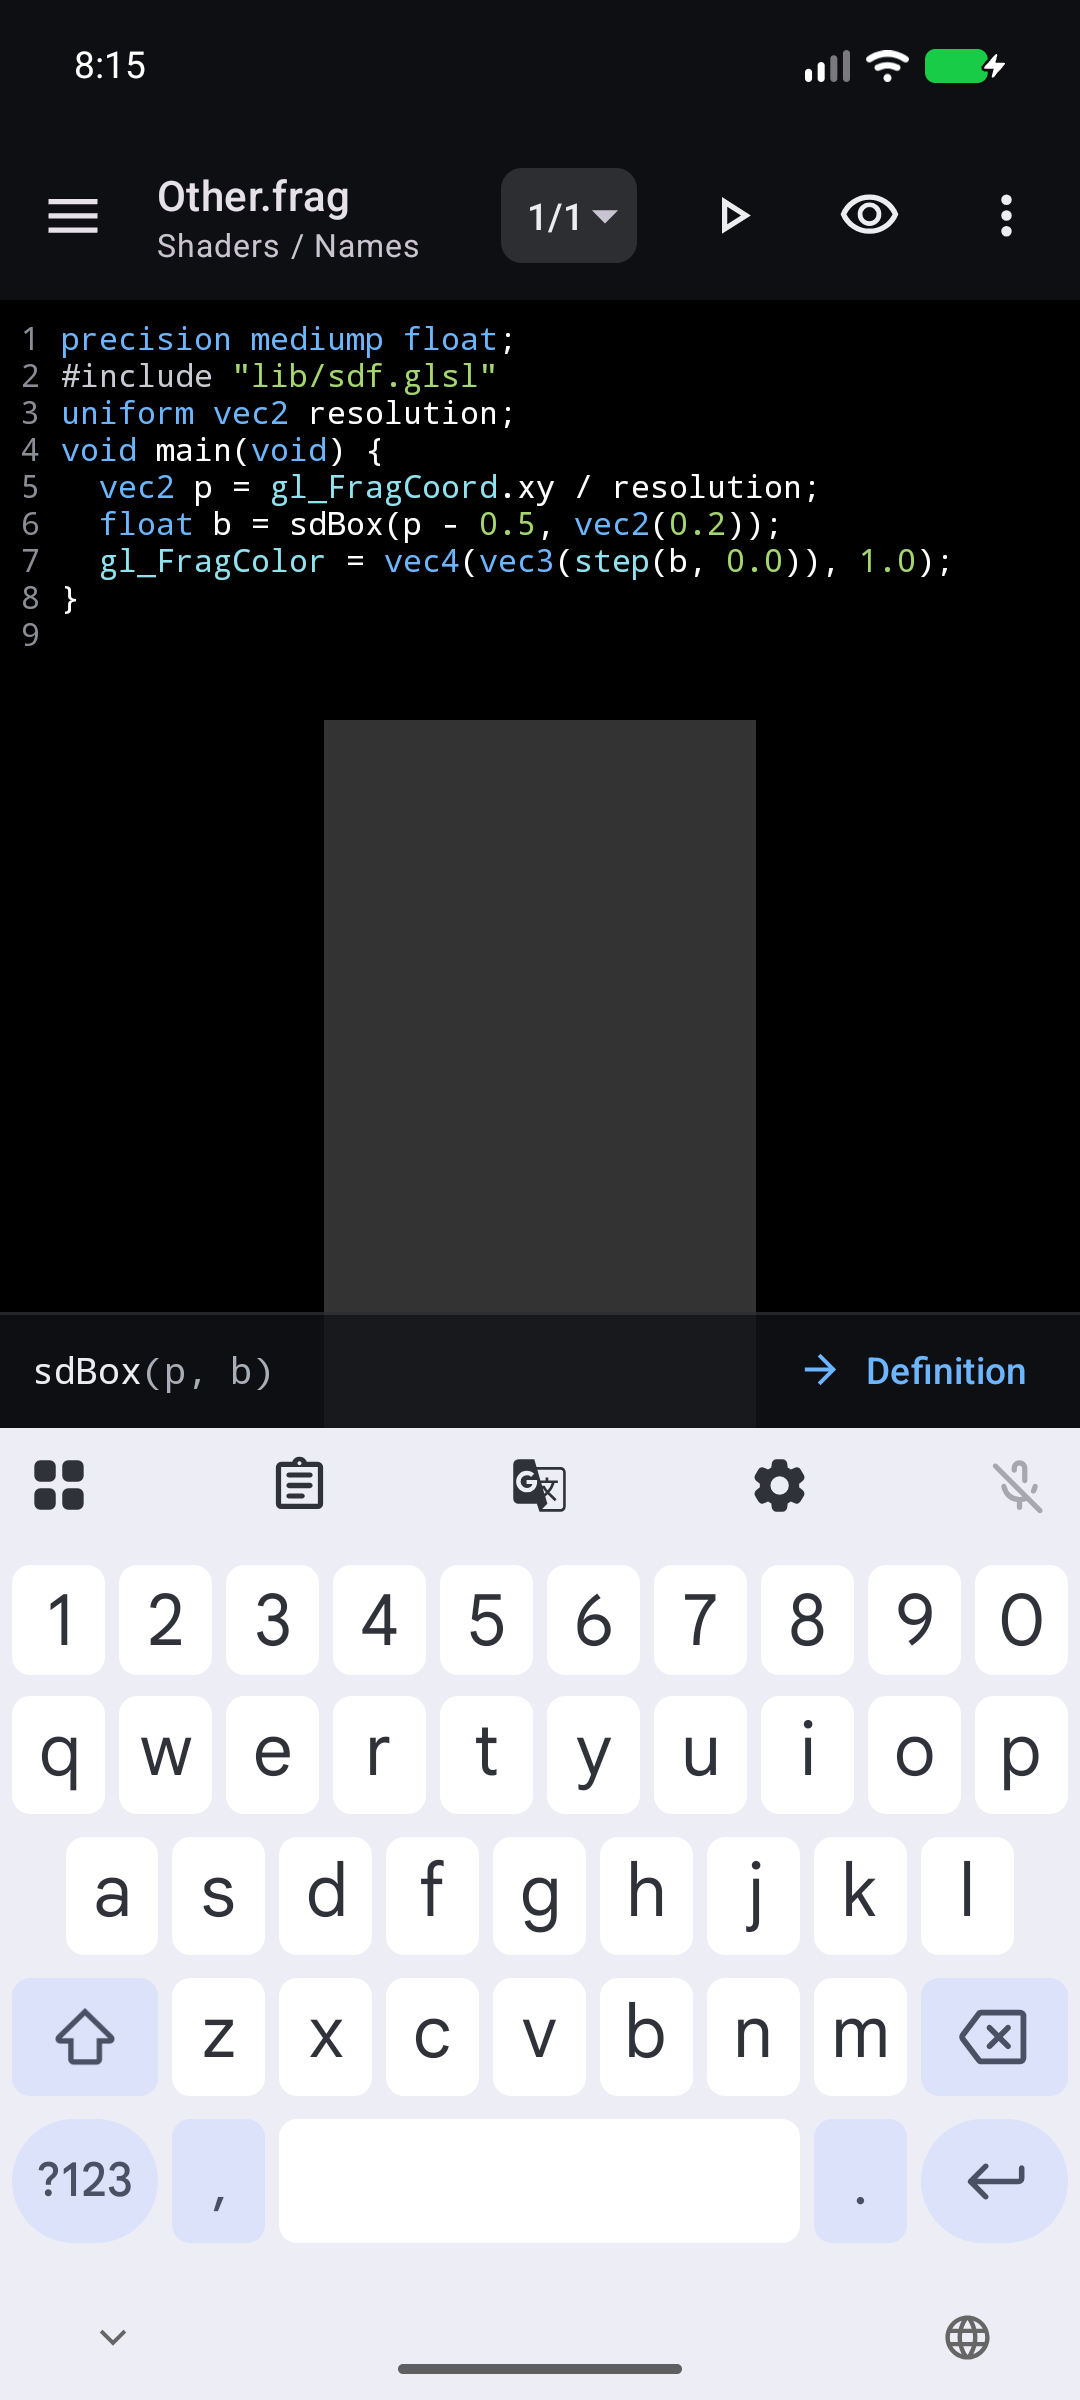 8:15
Other.frag
Shaders / Names
1/1
1 precision mediump float;
2 #include "lib/sdf.glsl"
3 uniform vec2 resolution;
4 void main(void) {
5   vec2 p = gl_FragCoord.xy / resolution;
6   float b = sdBox(p - 0.5, vec2(0.2));
7   gl_FragColor = vec4(vec3(step(b, 0.0)), 1.0);
8 }
9
sdBox(p, b)
Definition
1 2 3 4 5 6 7 8 9 0
q w e r t y u i o p
a s d f g h j k l
z x c v b n m
?123 , .